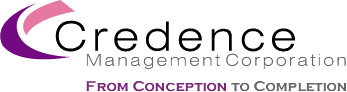 Credence
Management Corporation
From Conception to Completion